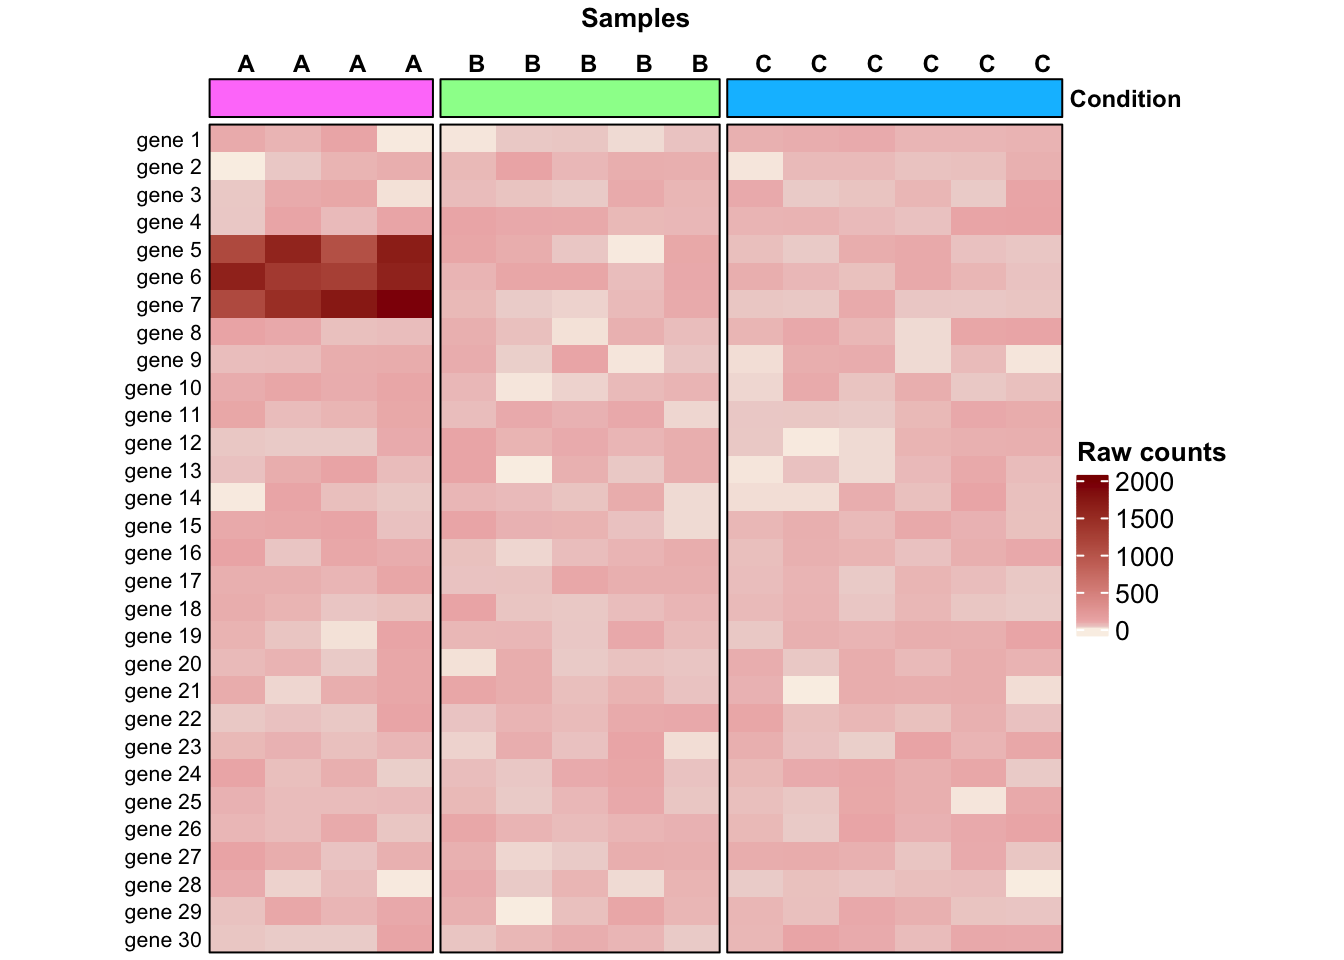 Samples
A A A A B B B B B C C C C C C
Condition
gene 1
gene 2
gene 3
gene 4
gene 5
gene 6
gene 7
gene 8
gene 9
gene 10
gene 11
gene 12
gene 13
gene 14
gene 15
gene 16
gene 17
gene 18
gene 19
gene 20
gene 21
gene 22
gene 23
gene 24
gene 25
gene 26
gene 27
gene 28
gene 29
gene 30
Raw counts
2000
1500
1000
500
0